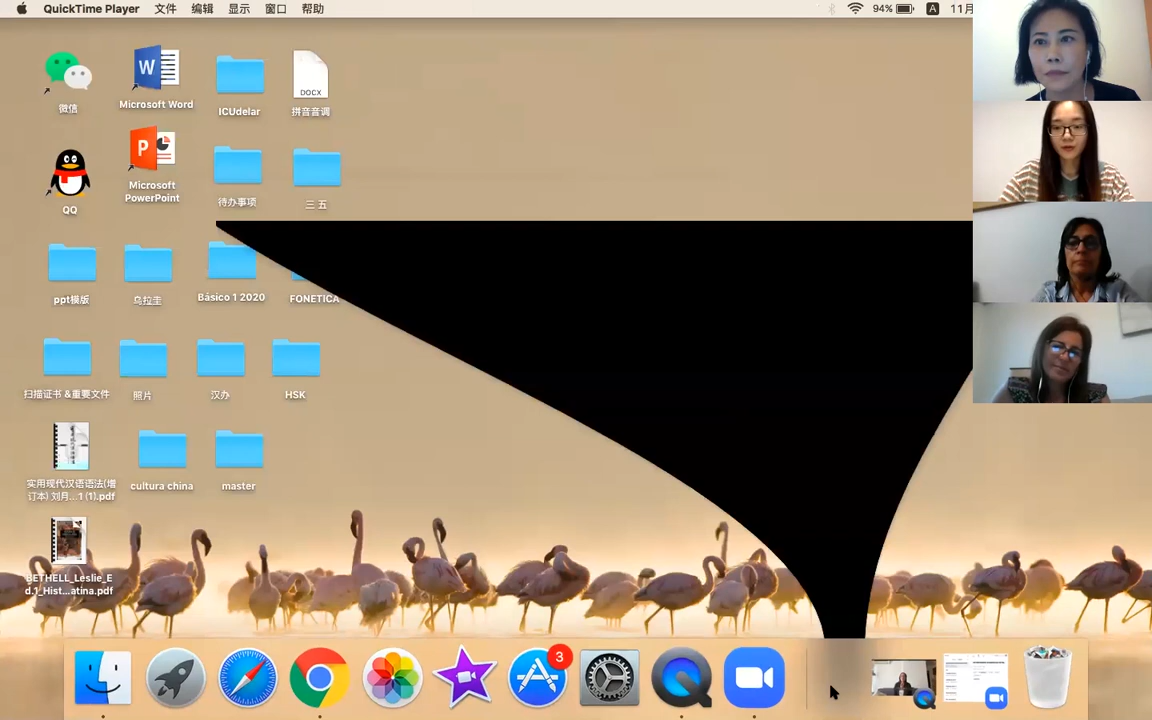 QuickTime Player 文件 编辑 显示 窗口 帮助
94% A 11月
微信
Microsoft Word
ICUdelar
DOCX
拼音音调
QQ
Microsoft
PowerPoint
待办事项
三 五
ppt模版
乌拉圭
Básico 1 2020
FONETICA
扫描证书 &重要文件
照片
汉办
HSK
实用现代汉语语法(增
订本) 刘月...1 (1).pdf
cultura china
master
BETHELL_Leslie_E
d.1_Hist...atina.pdf
3